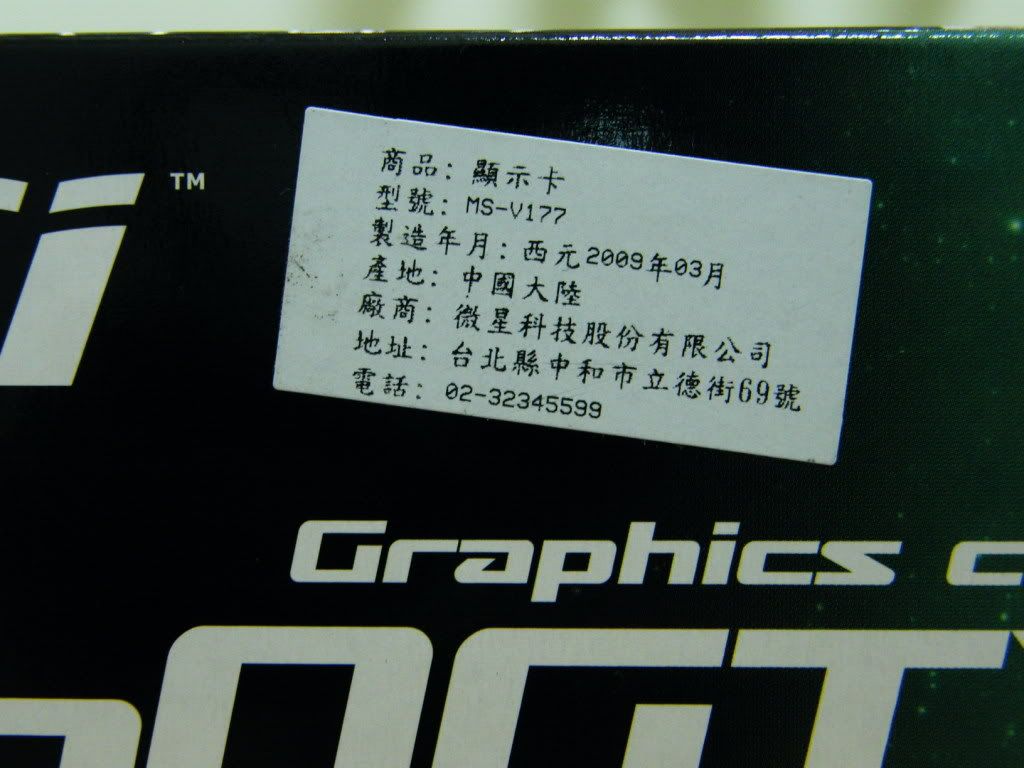 TM
商品: 顯示卡
型號: MS-V177
製造年月: 西元2009年03月
產地: 中國大陸
廠商: 微星科技股份有限公司
地址: 台北縣中和市立德街69號
電話: 02-32345599
Graphics c
0GT